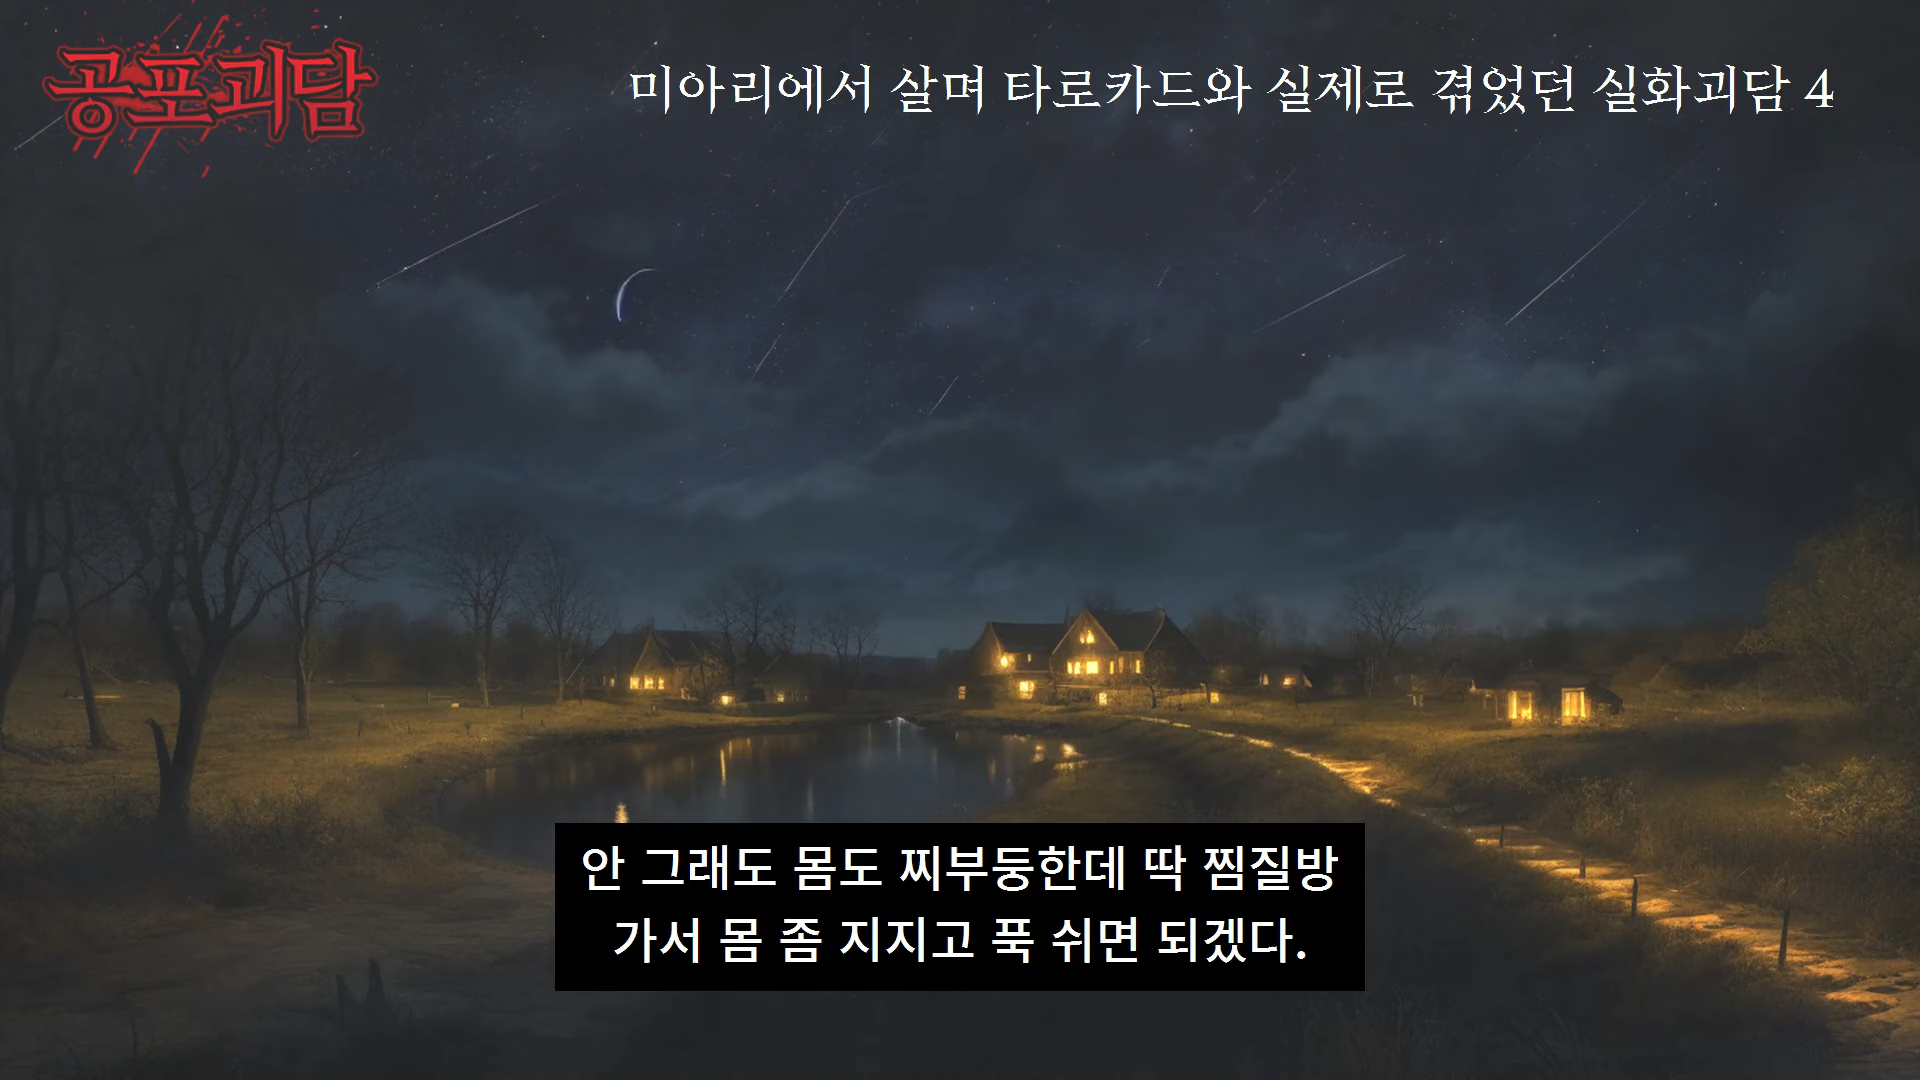 공포괴담
미아리에서 살며 타로카드와 실제로 겪었던 실화괴담 4
안 그래도 몸도 찌부둥한데 딱 찜질방
가서 몸 좀 지지고 푹 쉬면 되겠다.